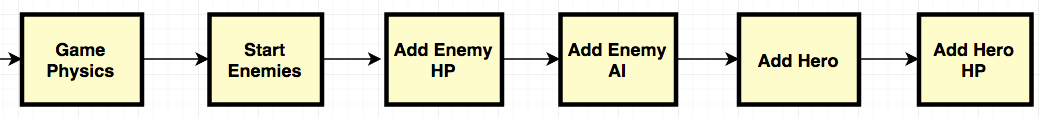 Game
Physics
Start
Enemies
Add Enemy
HP
Add Enemy
AI
Add Hero
Add Hero
HP